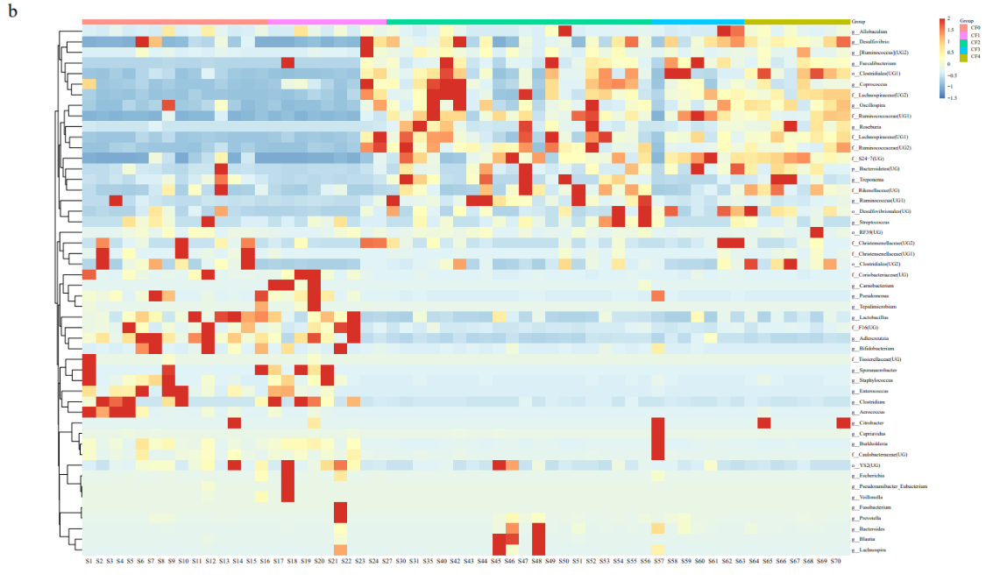 b
Group
2
1.5
1
0.5
0
−0.5
−1
−1.5
Group
CF0
CF1
CF2
CF3
CF4
g__Allobaculum
g__Desulfovibrio
g__[Ruminococcus](UG2)
g__Faecalibacterium
o__Clostridiales(UG1)
g__Coprococcus
f__Lachnospiraceae(UG2)
g__Oscillospira
f__Ruminococcaceae(UG1)
g__Roseburia
f__Lachnospiraceae(UG1)
f__Ruminococcaceae(UG2)
f__S24-7(UG)
p__Bacteroidetes(UG)
g__Treponema
f__Rikenellaceae(UG)
g__Ruminococcus(UG1)
o__Desulfovibrionales(UG)
g__Streptococcus
o__RF39(UG)
f__Christensenellaceae(UG2)
f__Christensenellaceae(UG1)
o__Clostridiales(UG2)
f__Coriobacteriaceae(UG)
g__Carnobacterium
g__Pseudomonas
g__Tepidimicrobium
g__Lactobacillus
f__F16(UG)
g__Adlercreutzia
g__Bifidobacterium
f__Tissierellaceae(UG)
g__Sporanaerobacter
g__Staphylococcus
g__Enterococcus
g__Clostridium
g__Aerococcus
g__Citrobacter
g__Cupriavidus
g__Burkholderia
f__Caulobacteraceae(UG)
o__YS2(UG)
g__Escherichia
g__Pseudoramibacter_Eubacterium
g__Veillonella
g__Fusobacterium
g__Prevotella
g__Bacteroides
g__Blautia
g__Lachnospira
S1 S2 S3 S4 S5 S6 S7 S8 S9 S10 S11 S12 S13 S14 S15 S16 S17 S18 S19 S20 S21 S22 S23 S24 S27 S30 S31 S35 S40 S42 S43 S44 S45 S46 S47 S48 S49 S50 S51 S52 S53 S54 S55 S56 S57 S58 S59 S60 S61 S62 S63 S64 S65 S66 S67 S68 S69 S70